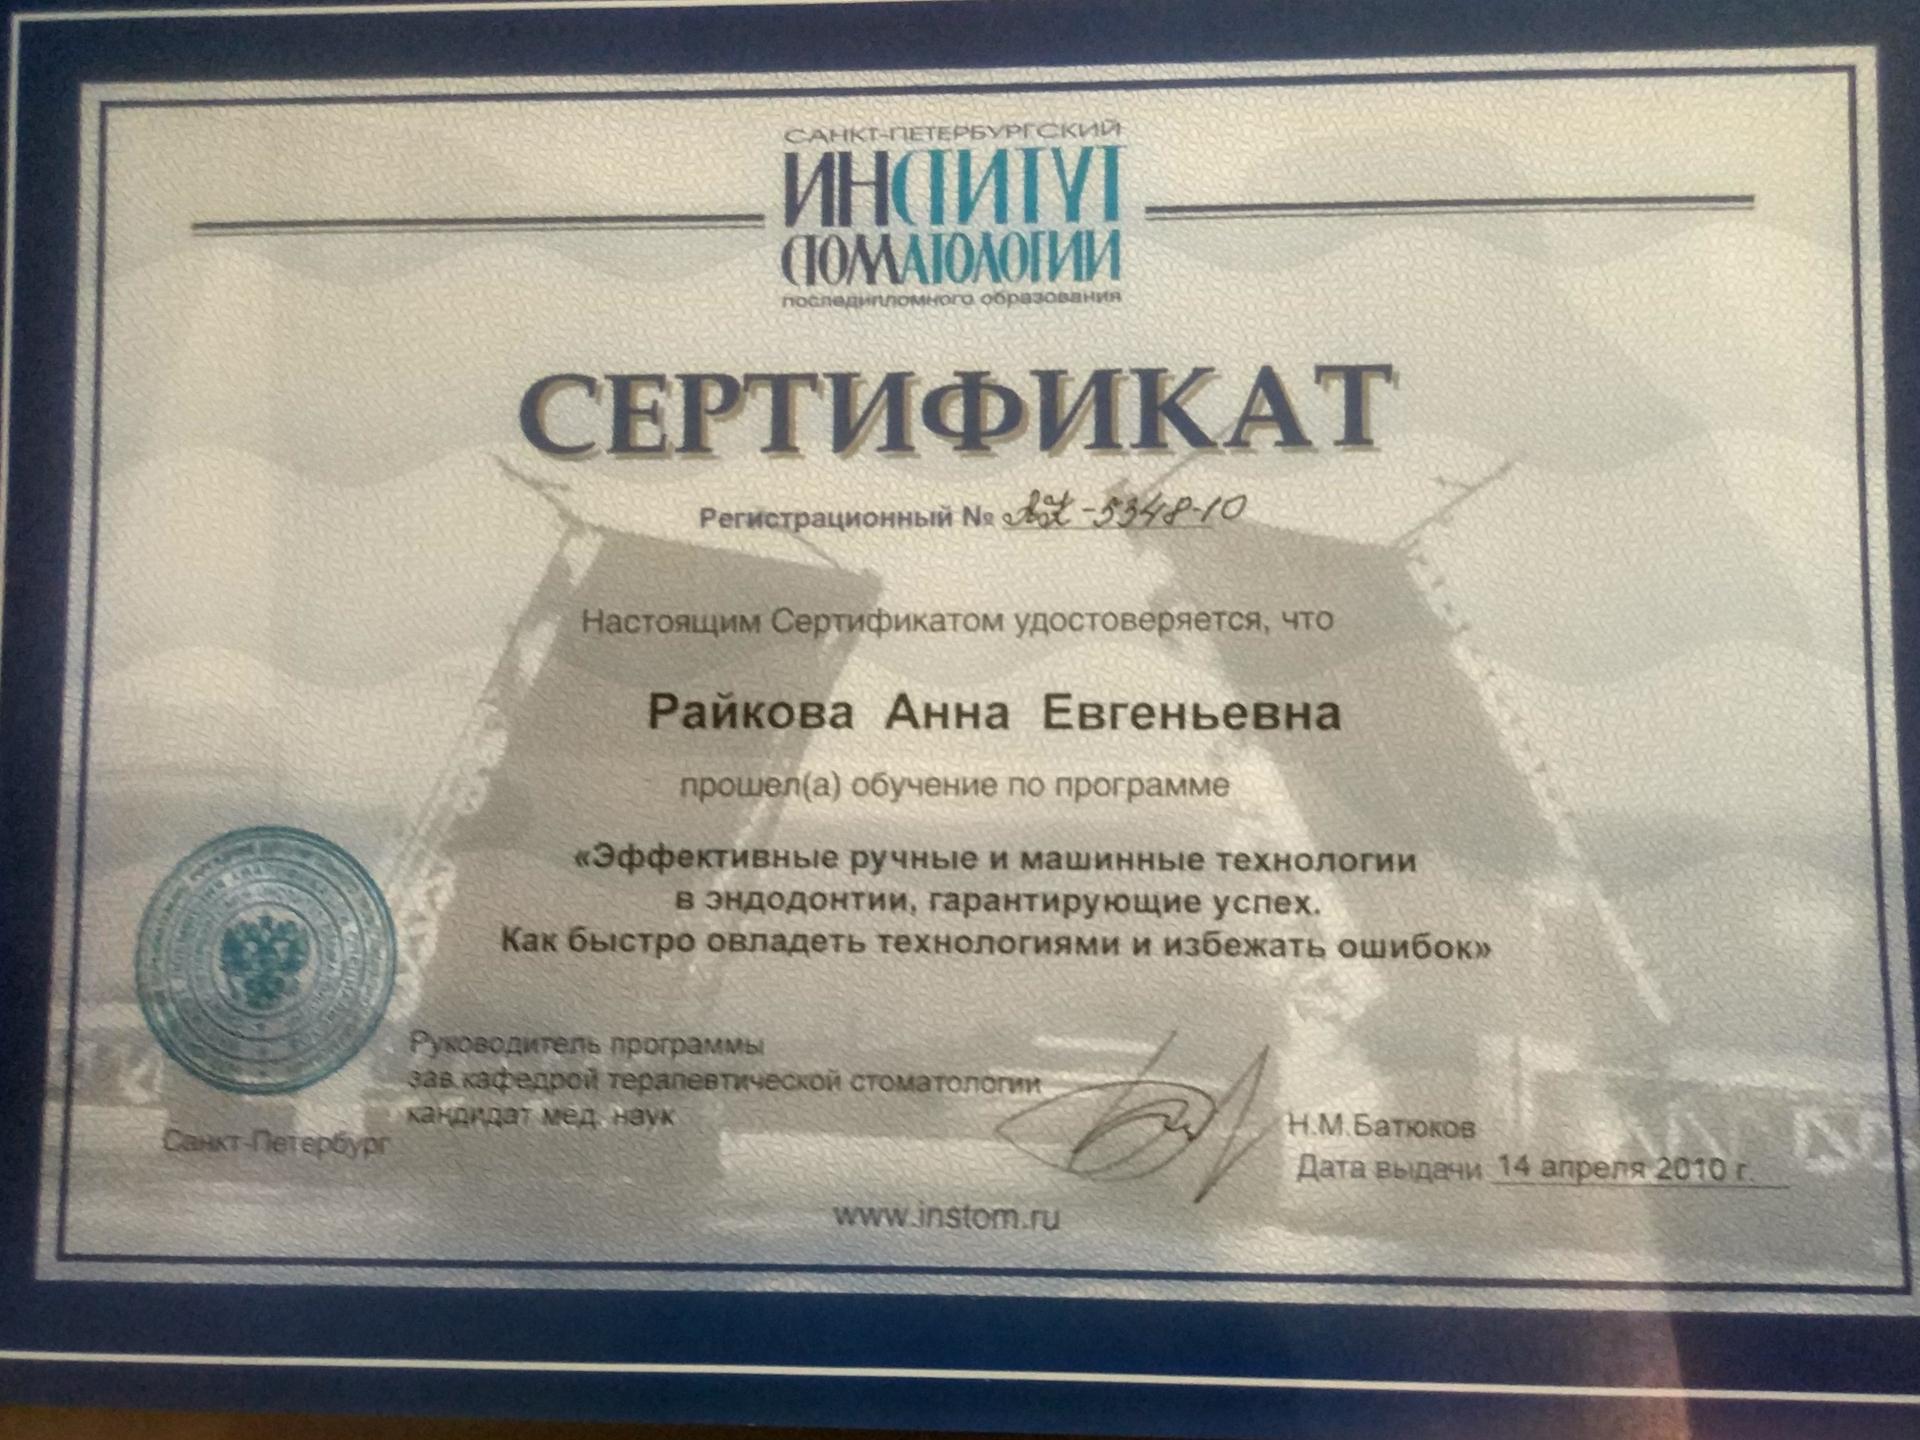 САНКТ-ПЕТЕРБУРГСКИЙ
ИНСТИТУТ
СТОМАТОЛОГИИ
последипломного образования
СЕРТИФИКАТ
Регистрационный № -5348-10
Настоящим Сертификатом удостоверяется, что
Райкова Анна Евгеньевна
прошел(а) обучение по программе
«Эффективные ручные и машинные технологии
в эндодонтии, гарантирующие успех.
Как быстро овладеть технологиями и избежать ошибок»
Руководитель программы
зав.кафедрой терапевтической стоматологии
кандидат мед. наук
Санкт-Петербург
Н.М.Батюков
Дата выдачи 14 апреля 2010 г.
www.instom.ru